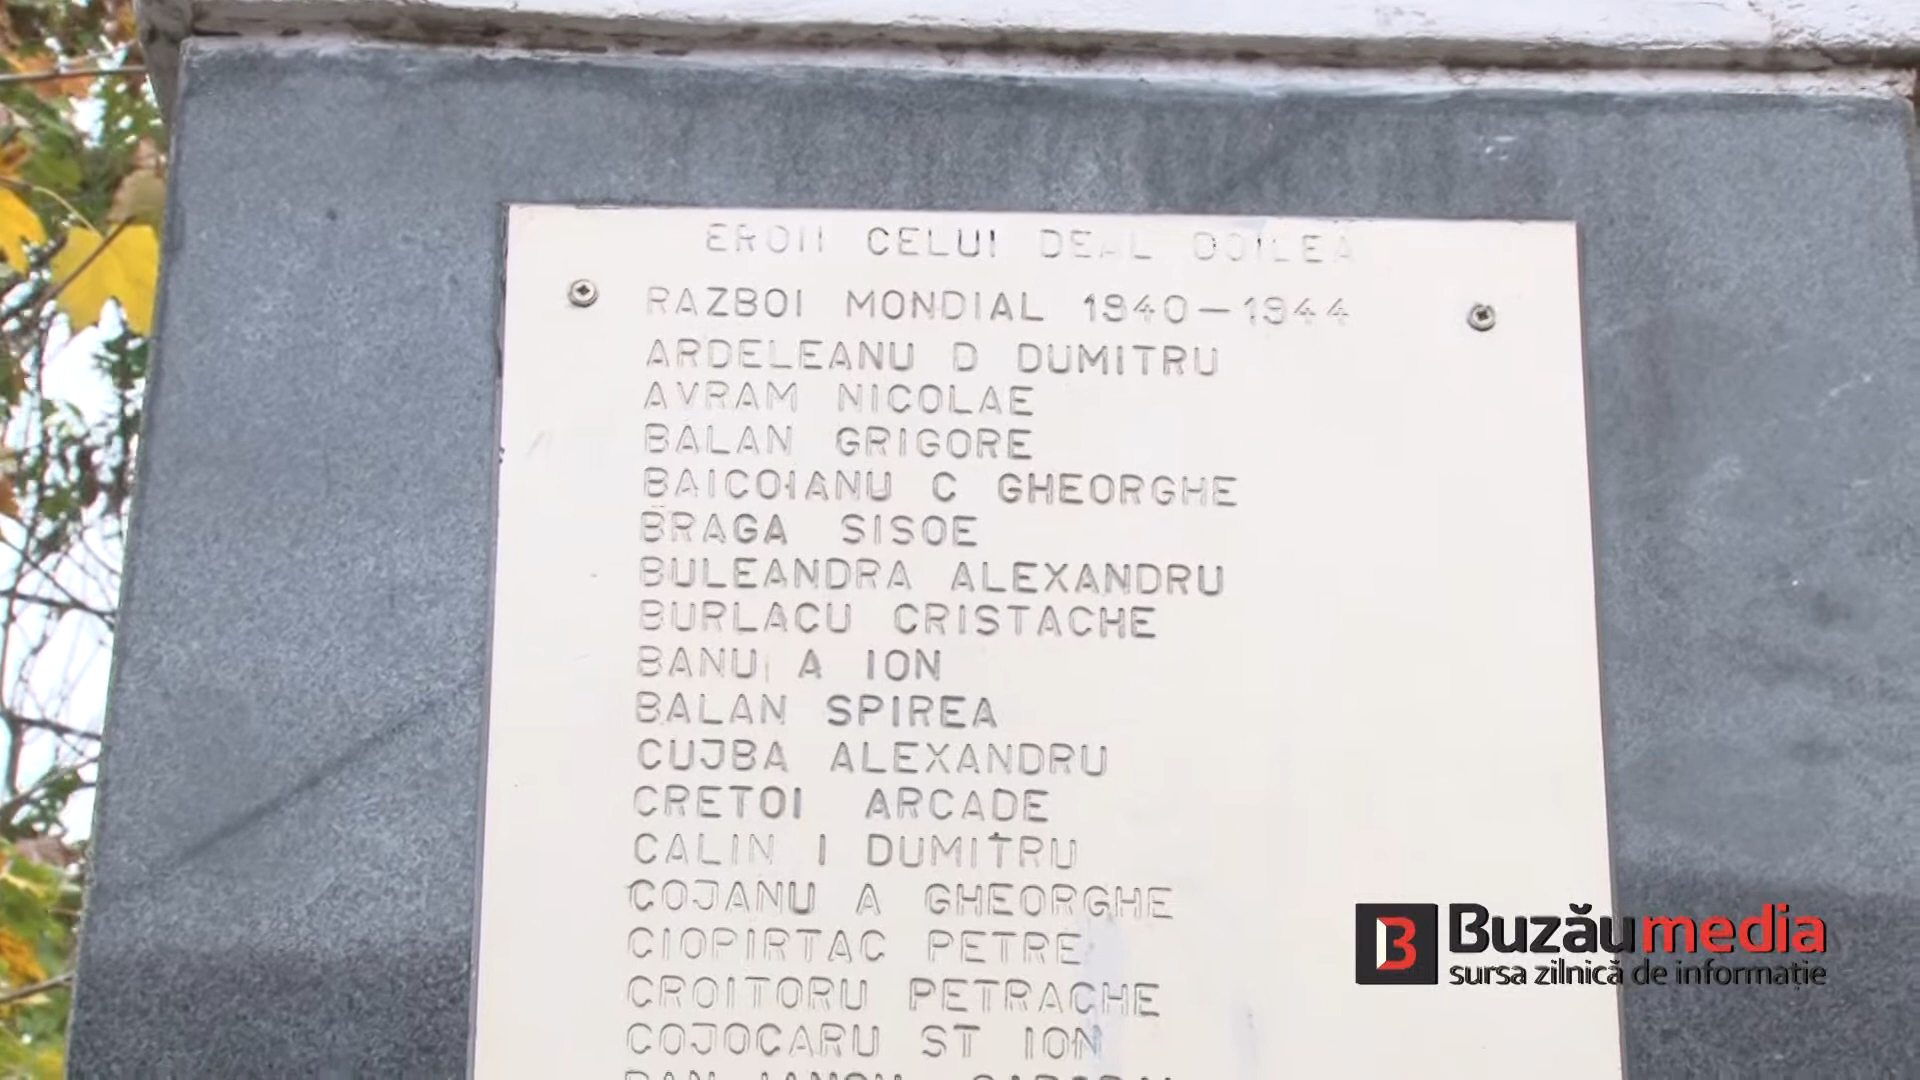 EROII CELUI DEAL DOILEA
RAZBOI MONDIAL 1940-1944
ARDELEANU D DUMITRU
AVRAM NICOLAE
BALAN GRIGORE
BAICOIANU C GHEORGHE
BRAGA SISOE
BULEANDRA ALEXANDRU
BURLACU CRISTACHE
BANU A ION
BALAN SPIREA
CUJBA ALEXANDRU
CRETOI ARCADE
CALIN I DUMITRU
COJANU A GHEORGHE
CIOPIRTAC PETRE
CROITORU PETRACHE
COJOCARU ST ION
B Buzăumedia
sursa zilnică de informație